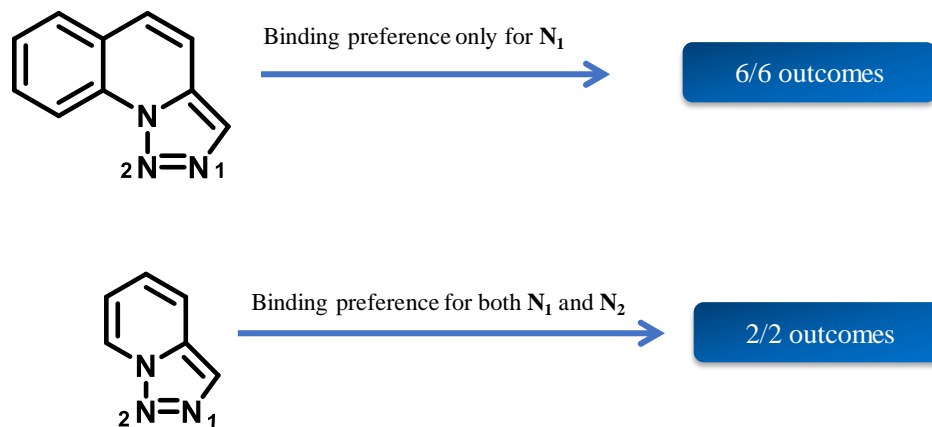 Binding preference only for N₁
6/6 outcomes
N
2 N N 1
Binding preference for both N₁ and N₂
2/2 outcomes
N
2 N N 1